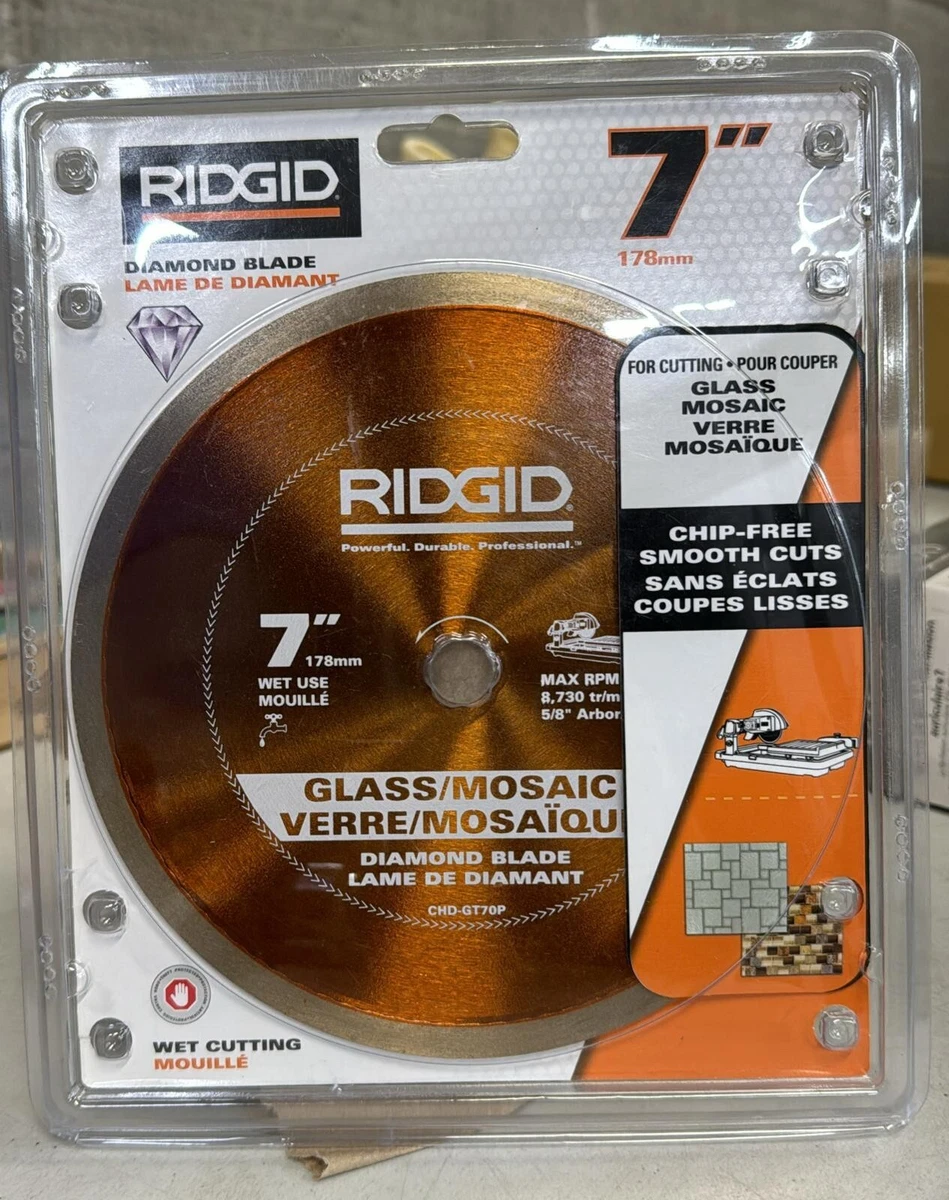 RIDGID
DIAMOND BLADE
LAME DE DIAMANT
7"
178mm
FOR CUTTING • POUR COUPER
GLASS
MOSAIC
VERRE
MOSAÏQUE
CHIP-FREE
SMOOTH CUTS
SANS ÉCLATS
COUPES LISSES
RIDGID
Powerful. Durable. Professional.™
7"
178mm
WET USE
MOUILLÉ
MAX RPM
8,730 tr/m
5/8" Arbor
GLASS/MOSAIC
VERRE/MOSAÏQU
DIAMOND BLADE
LAME DE DIAMANT
CHD-GT70P
WET CUTTING
MOUILLÉ